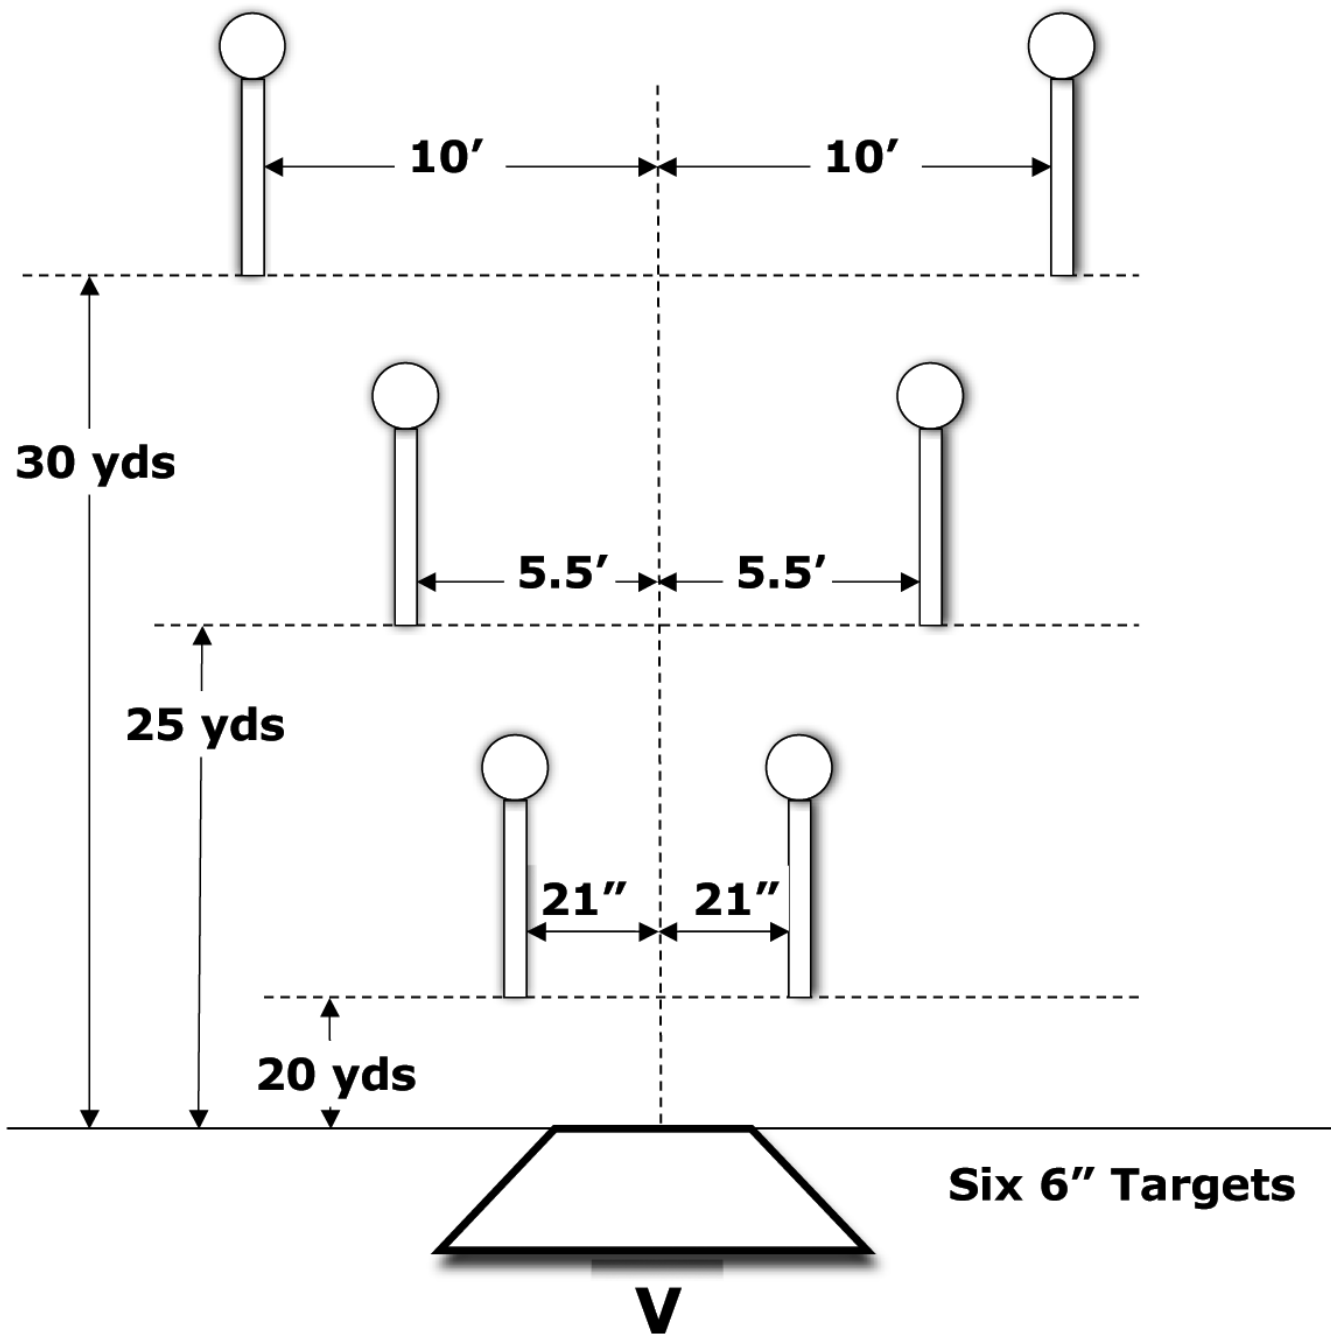 10’ 10’
30 yds
5.5’ 5.5’
25 yds
21” 21”
20 yds
Six 6” Targets
V